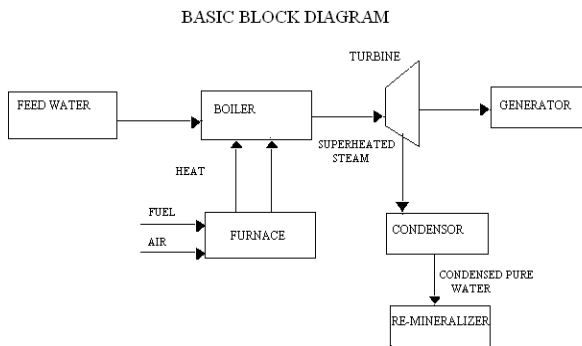 BASIC BLOCK DIAGRAM
TURBINE
FEED WATER
BOILER
GENERATOR
SUPERHEATED
STEAM
HEAT
FUEL
AIR
FURNACE
CONDENSOR
CONDENSED PURE
WATER
RE-MINERALIZER